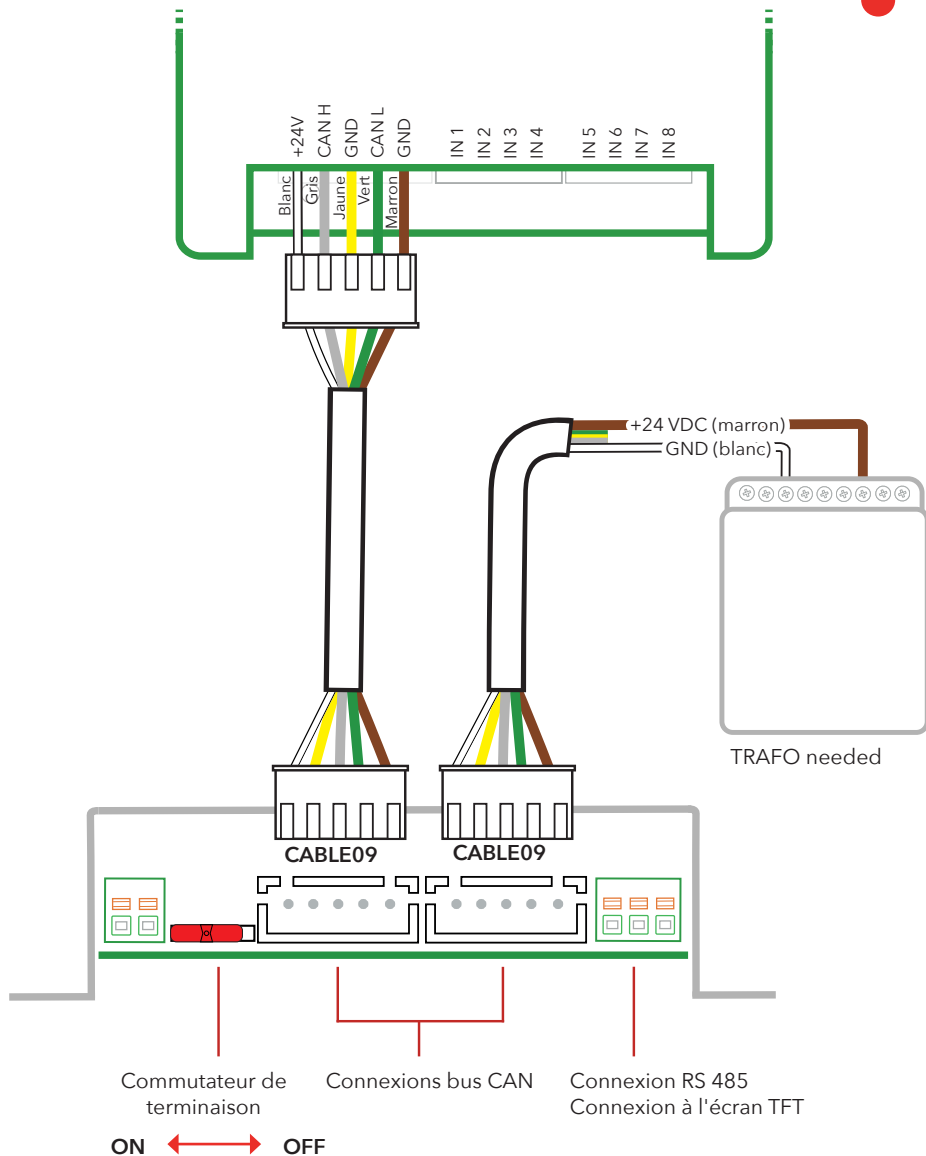 +24V
CAN H
GND
CAN L
GND
IN 1
IN 2
IN 3
IN 4
IN 5
IN 6
IN 7
IN 8
Blanc
Gris
Jaune
Vert
Marron
+24 VDC (marron)
GND (blanc)
TRAFO needed
CABLE09
CABLE09
Commutateur de
terminaison
ON
OFF
Connexions bus CAN
Connexion RS 485
Connexion à l'écran TFT